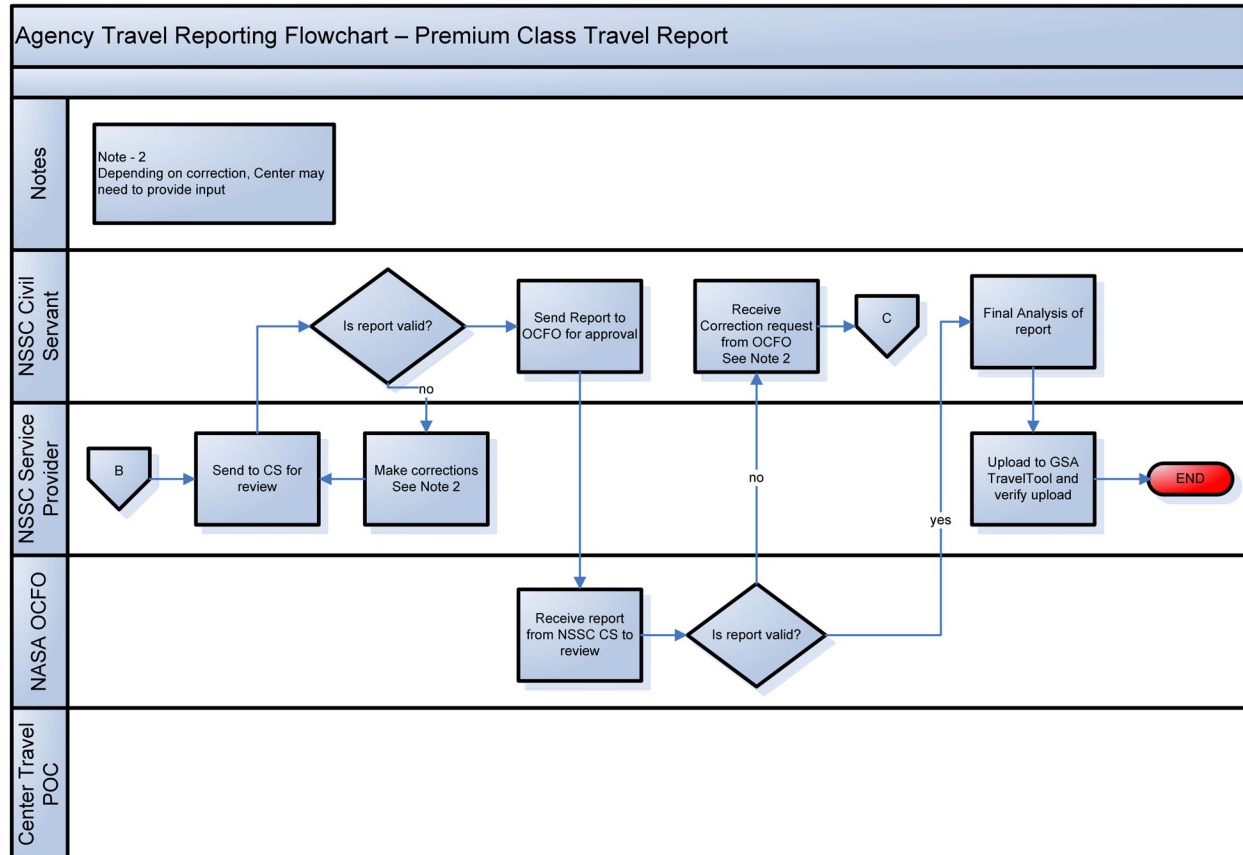 Agency Travel Reporting Flowchart – Premium Class Travel Report
Notes
Note - 2
Depending on correction, Center may
need to provide input
NSSC Civil
Servant
Is report valid?
no
Send Report to
OCFO for approval
Receive
Correction request
from OCFO
See Note 2
C
Final Analysis of
report
NSSC Service
Provider
B
Send to CS for
review
Make corrections
See Note 2
no
yes
Upload to GSA
TravelTool and
verify upload
END
NASA OCFO
Receive report
from NSSC CS to
review
Is report valid?
Center Travel
POC